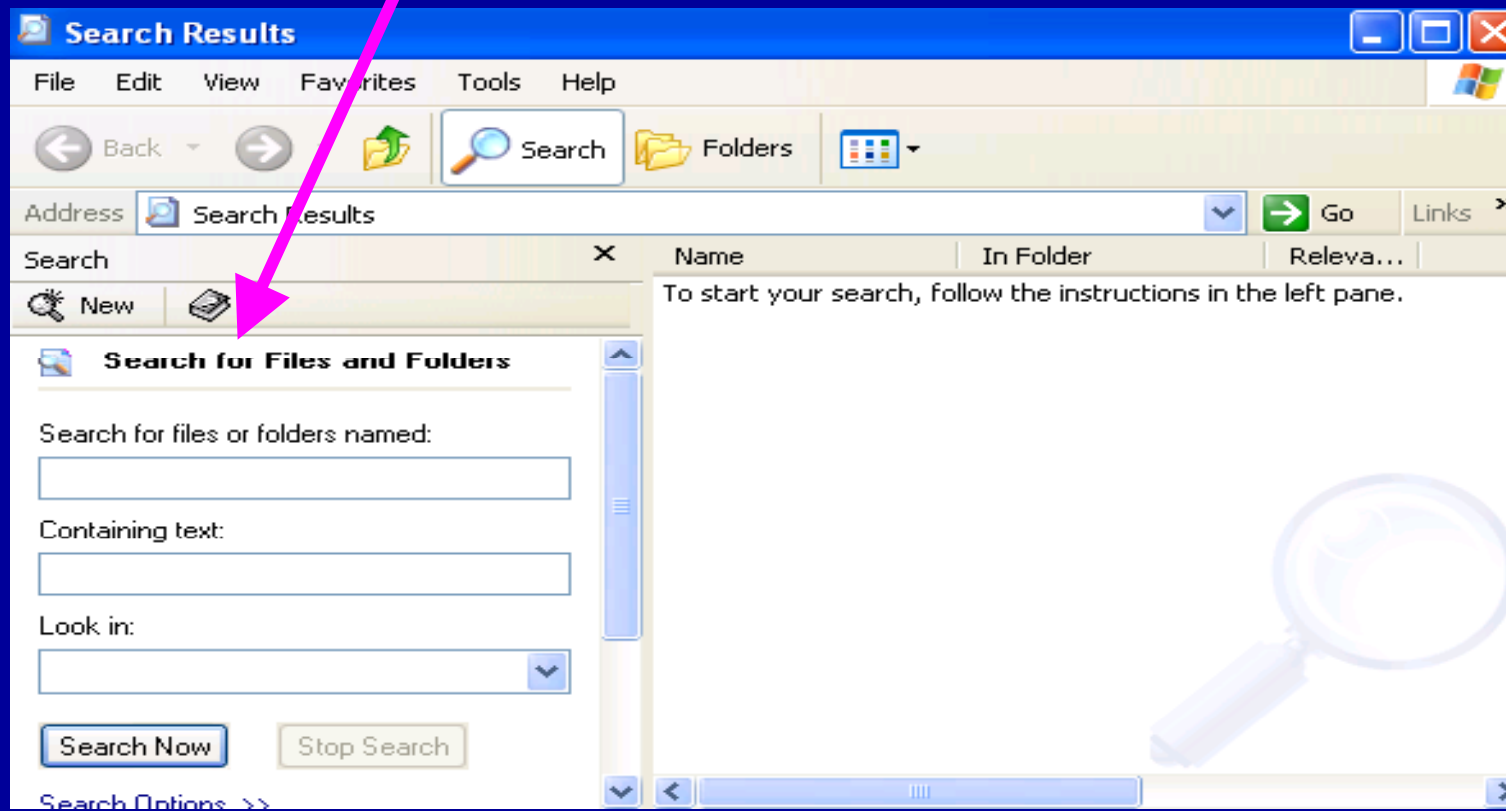 Search Results
File Edit View Favorites Tools Help
Back Search Folders
Address Search Results Go Links »
Search
Name In Folder Releva...
New
To start your search, follow the instructions in the left pane.
Search for Files and Folders
Search for files or folders named:
Containing text:
Look in:
Search Now Stop Search
Search Options >>